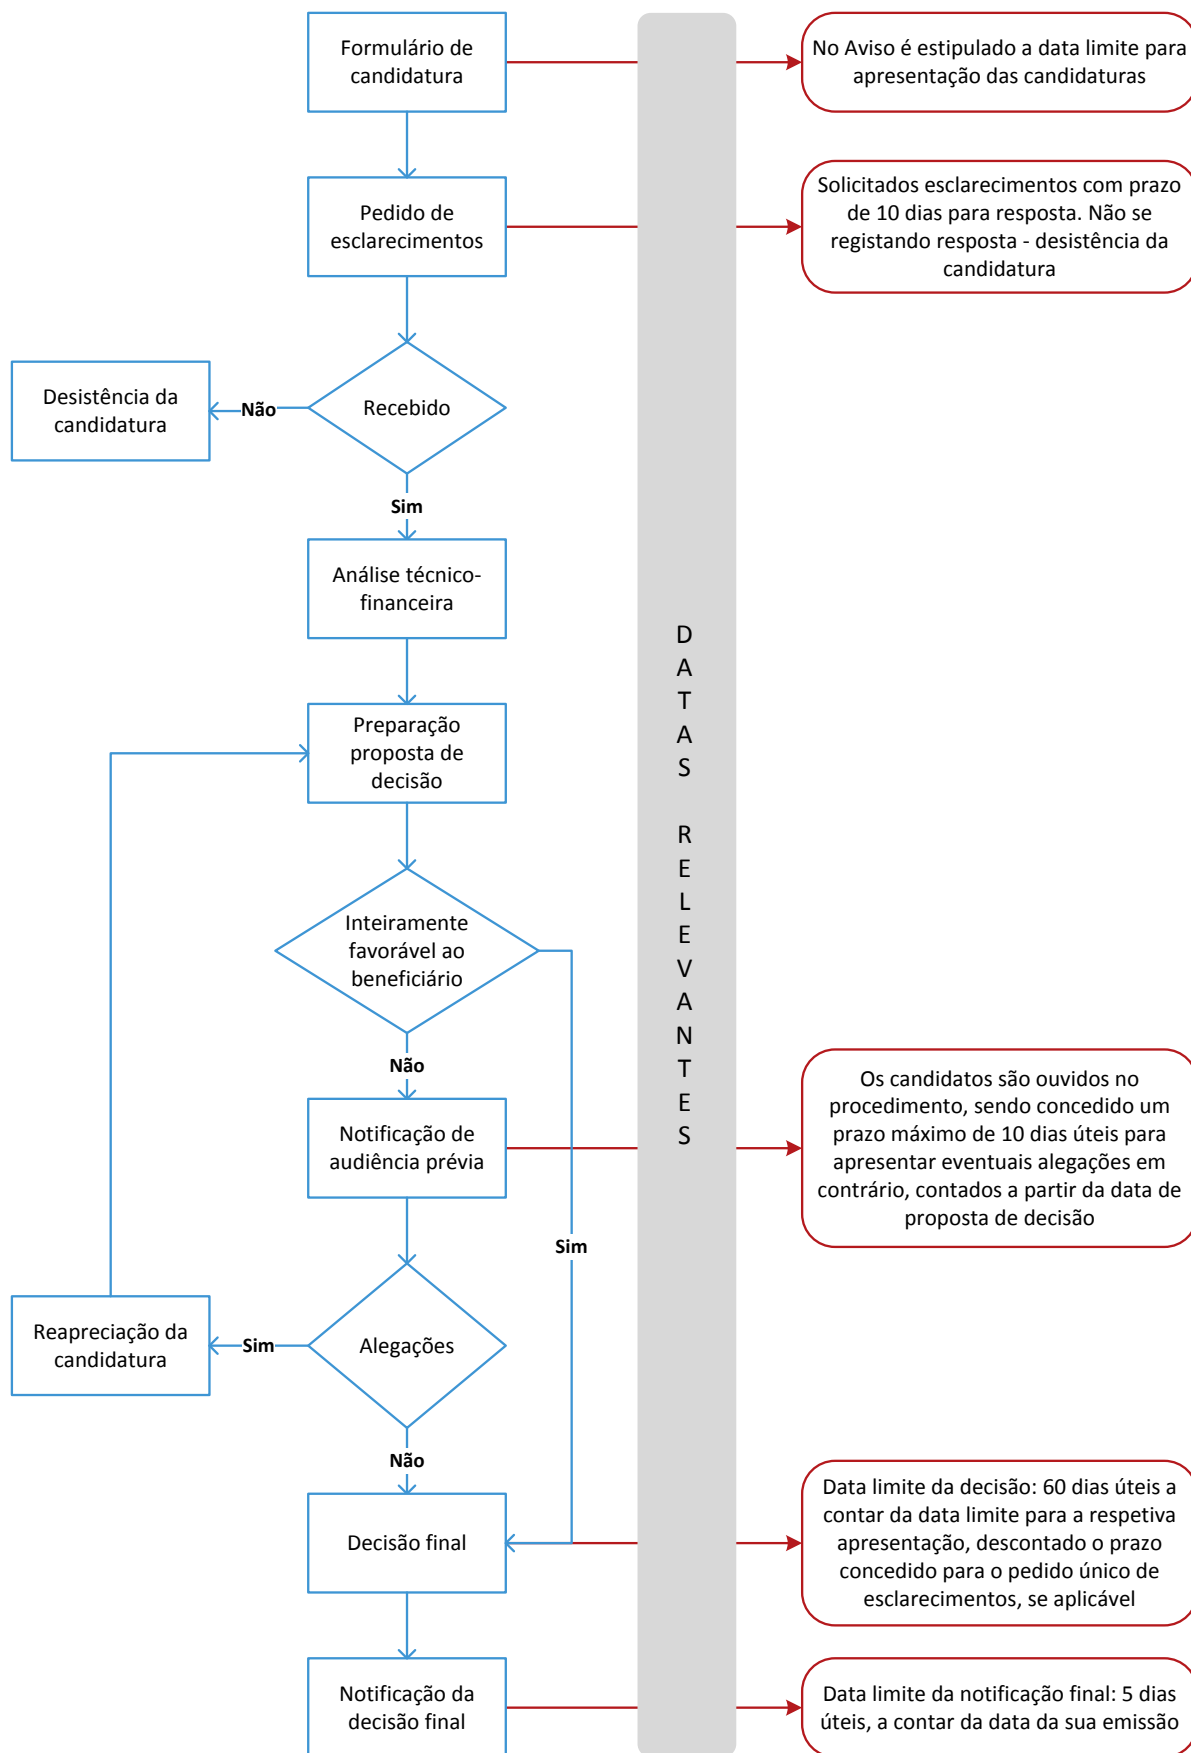 Formulário de
candidatura
No Aviso é estipulado a data limite para
apresentação das candidaturas
Pedido de
esclarecimentos
Solicitados esclarecimentos com prazo
de 10 dias para resposta. Não se
registando resposta - desistência da
candidatura
Desistência da
candidatura
Não
Recebido
Sim
Análise técnico-
financeira
D
A
T
A
S
R
E
L
E
V
A
N
T
E
S
Preparação
proposta de
decisão
Inteiramente
favorável ao
beneficiário
Não
Notificação de
audiência prévia
Os candidatos são ouvidos no
procedimento, sendo concedido um
prazo máximo de 10 dias úteis para
apresentar eventuais alegações em
contrário, contados a partir da data de
proposta de decisão
Sim
Reapreciação da
candidatura
Sim
Alegações
Não
Decisão final
Data limite da decisão: 60 dias úteis a
contar da data limite para a respetiva
apresentação, descontado o prazo
concedido para o pedido único de
esclarecimentos, se aplicável
Notificação da
decisão final
Data limite da notificação final: 5 dias
úteis, a contar da data da sua emissão